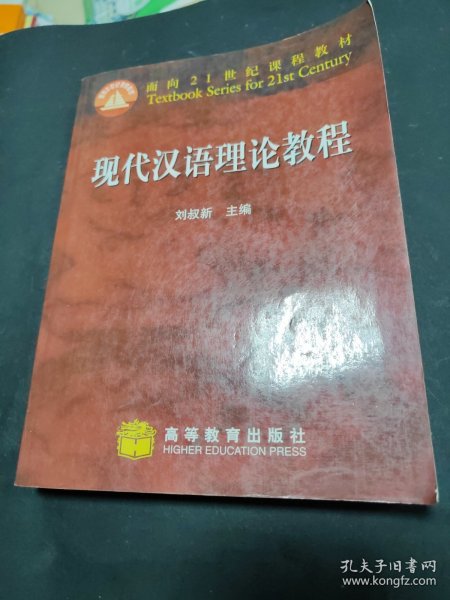 面向21世纪课程教材
Textbook Series for 21st Century
现代汉语理论教程
刘叔新 主编
高等教育出版社
HIGHER EDUCATION PRESS
孔夫子旧书网
www.kongfz.com